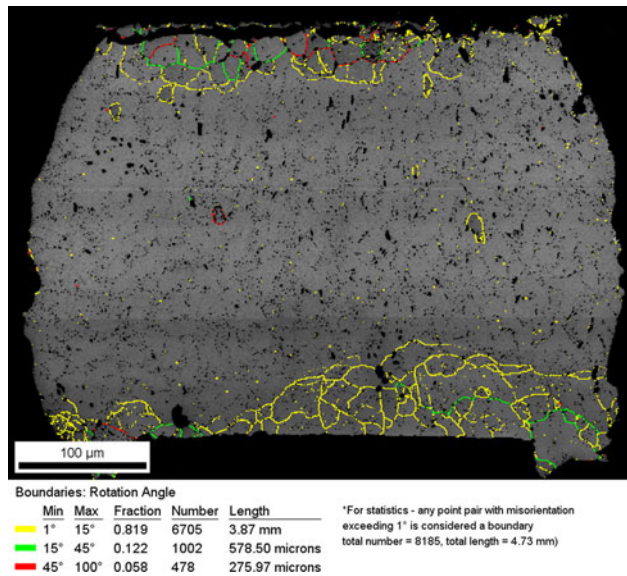 100 µm
Boundaries: Rotation Angle
Min Max Fraction Number Length
1° 15° 0.819 6705 3.87 mm
15° 45° 0.122 1002 578.50 microns
45° 100° 0.058 478 275.97 microns
*For statistics - any point pair with misorientation
exceeding 1° is considered a boundary
total number = 8185, total length = 4.73 mm)